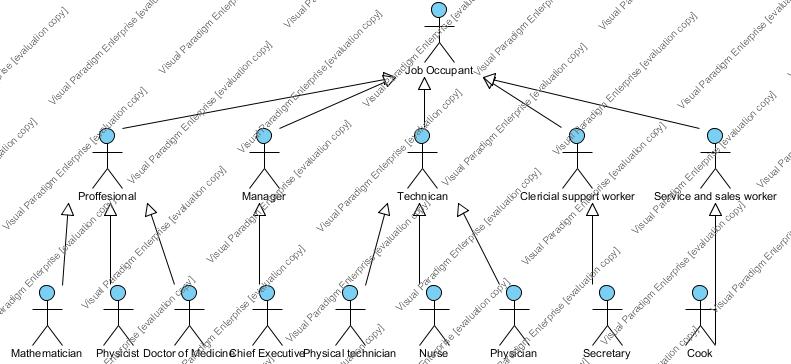 Job Occupant
Proffesional
Manager
Technican
Clericial support worker
Service and sales worker
Mathematician
Physicist
Doctor of Medicine
Chief Executive
Physical technician
Nurse
Physician
Secretary
Cook
Visual Paradigm Enterprise [evaluation copy]